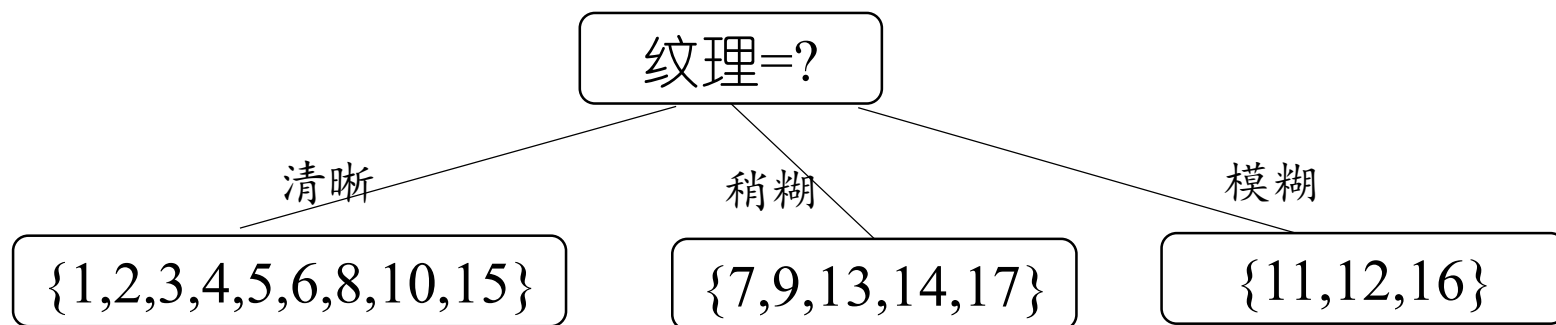 纹理=?
清晰
稍糊
模糊
{1,2,3,4,5,6,8,10,15}
{7,9,13,14,17}
{11,12,16}